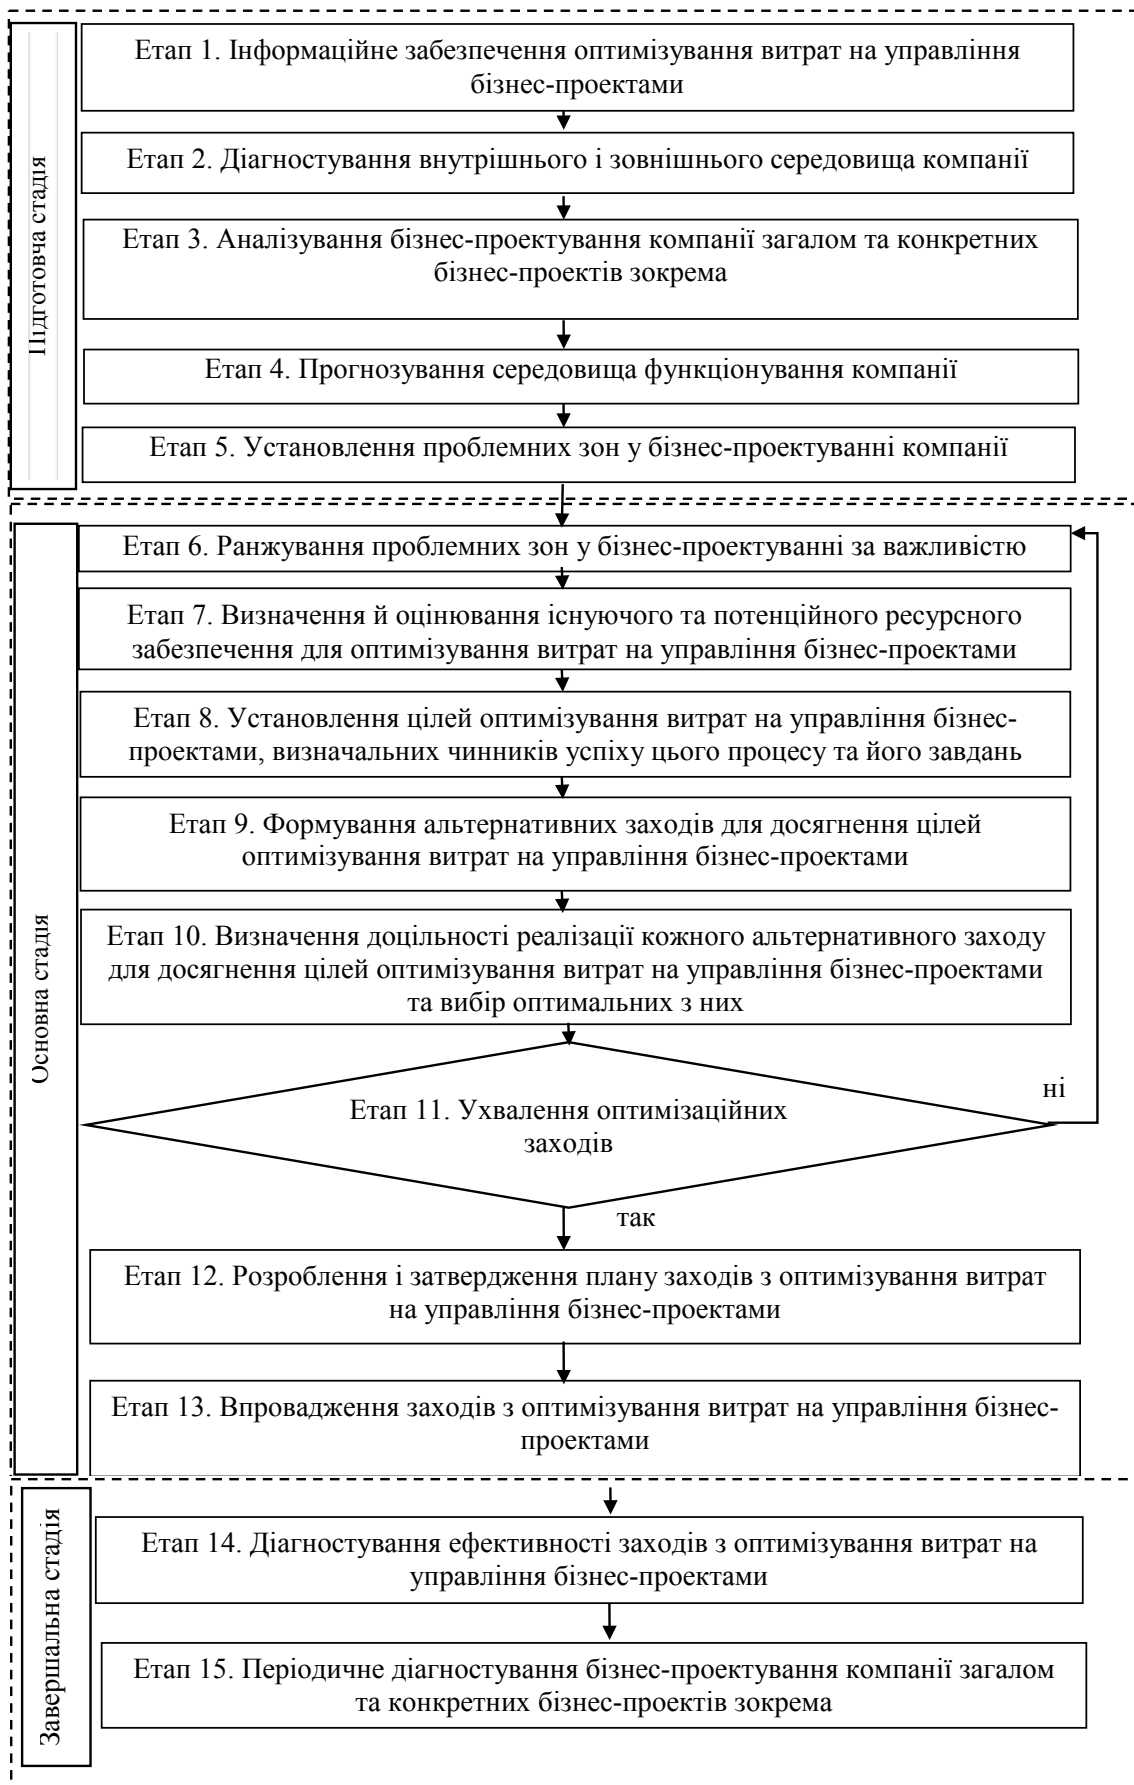 Підготовча стадія
Етап 1. Інформаційне забезпечення оптимізування витрат на управління
бізнес-проектами
Етап 2. Діагностування внутрішнього і зовнішнього середовища компанії
Етап 3. Аналізування бізнес-проектування компанії загалом та конкретних
бізнес-проектів зокрема
Етап 4. Прогнозування середовища функціонування компанії
Етап 5. Установлення проблемних зон у бізнес-проектуванні компанії
Основна стадія
Етап 6. Ранжування проблемних зон у бізнес-проектуванні за важливістю
Етап 7. Визначення й оцінювання існуючого та потенційного ресурсного
забезпечення для оптимізування витрат на управління бізнес-проектами
Етап 8. Установлення цілей оптимізування витрат на управління бізнес-
проектами, визначальних чинників успіху цього процесу та його завдань
Етап 9. Формування альтернативних заходів для досягнення цілей
оптимізування витрат на управління бізнес-проектами
Етап 10. Визначення доцільності реалізації кожного альтернативного заходу
для досягнення цілей оптимізування витрат на управління бізнес-проектами
та вибір оптимальних з них
ні
Етап 11. Ухвалення оптимізаційних
заходів
так
Етап 12. Розроблення і затвердження плану заходів з оптимізування витрат
на управління бізнес-проектами
Етап 13. Впровадження заходів з оптимізування витрат на управління бізнес-
проектами
Завершальна стадія
Етап 14. Діагностування ефективності заходів з оптимізування витрат на
управління бізнес-проектами
Етап 15. Періодичне діагностування бізнес-проектування компанії загалом
та конкретних бізнес-проектів зокрема